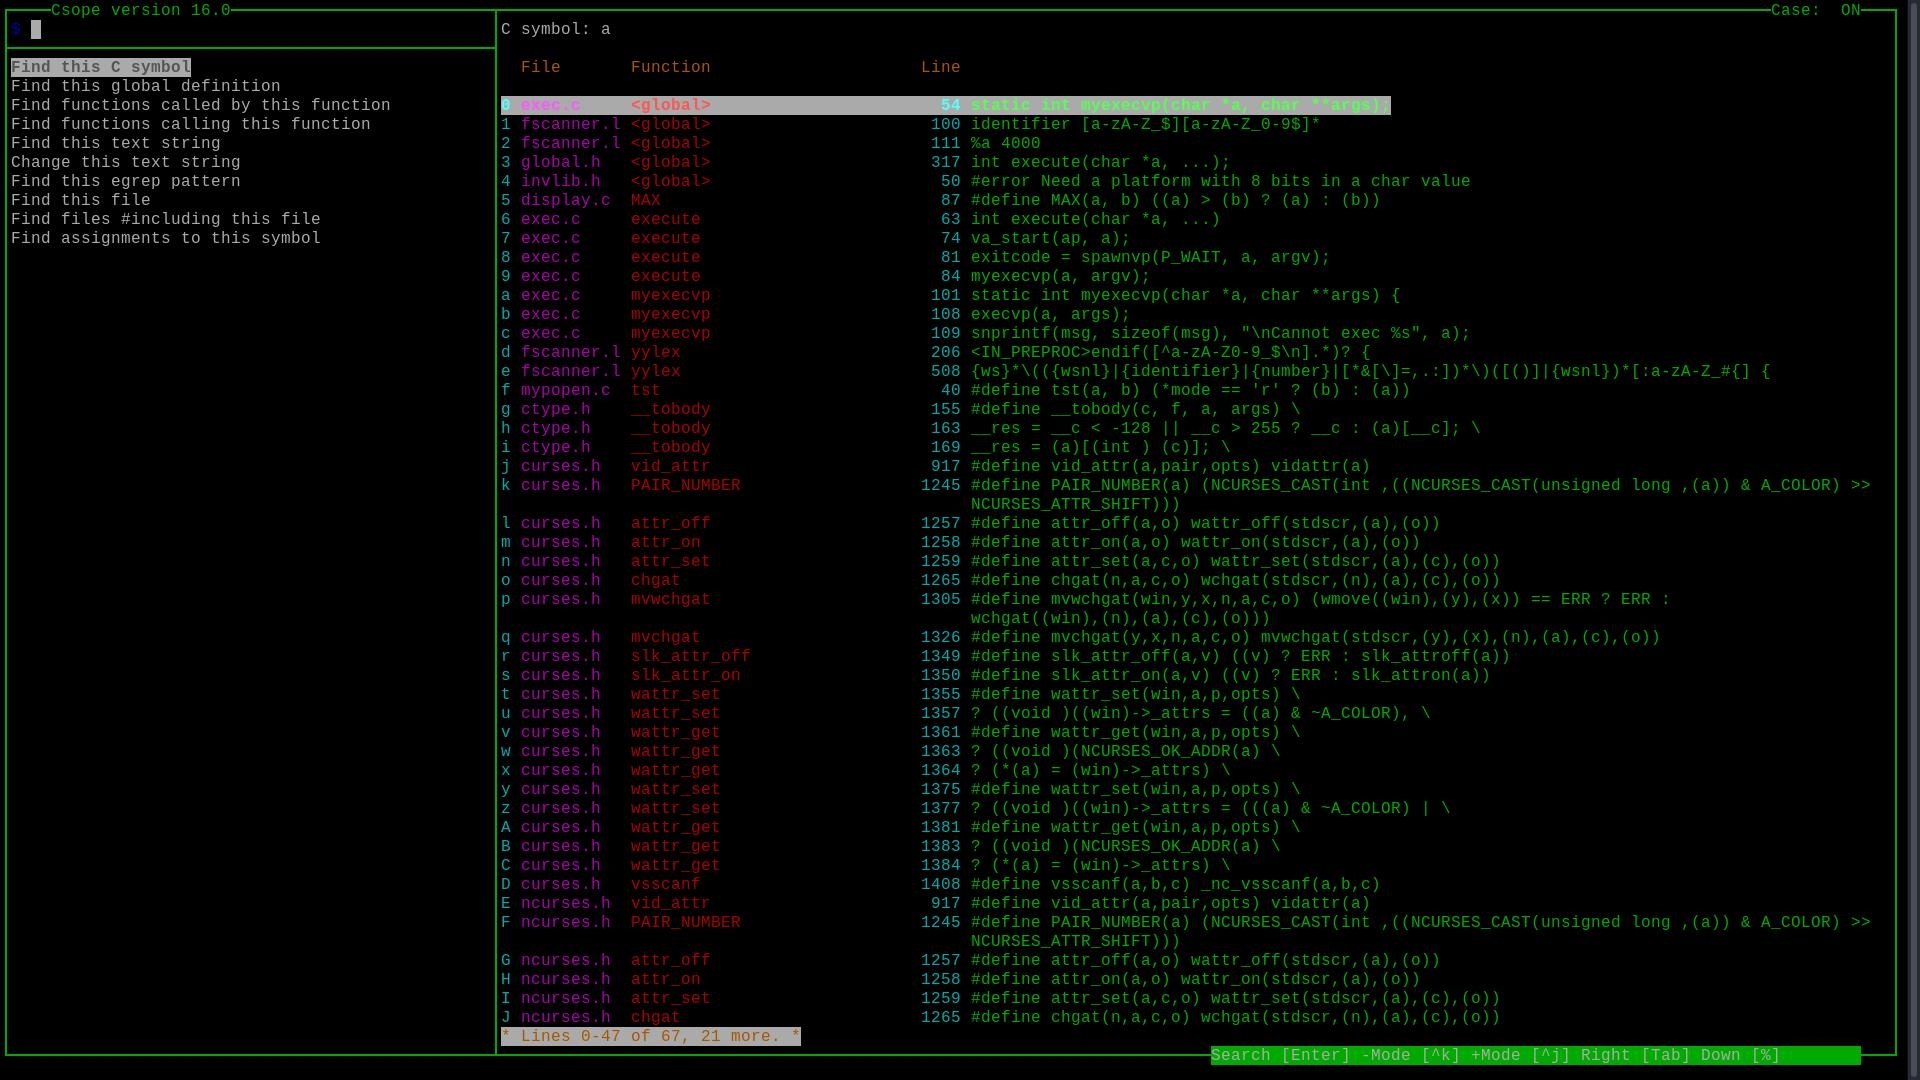 Csope version 16.0
Case:  ON
$
Find this C symbol
Find this global definition
Find functions called by this function
Find functions calling this function
Find this text string
Change this text string
Find this egrep pattern
Find this file
Find files #including this file
Find assignments to this symbol
C symbol: a
File Function Line
0 exec.c <global> 54 static int myexecvp(char *a, char **args);
1 fscanner.l <global> 100 identifier [a-zA-Z_$][a-zA-Z_0-9$]*
2 fscanner.l <global> 111 %a 4000
3 global.h <global> 317 int execute(char *a, ...);
4 invlib.h <global> 50 #error Need a platform with 8 bits in a char value
5 display.c MAX 87 #define MAX(a, b) ((a) > (b) ? (a) : (b))
6 exec.c execute 63 int execute(char *a, ...)
7 exec.c execute 74 va_start(ap, a);
8 exec.c execute 81 exitcode = spawnvp(P_WAIT, a, argv);
9 exec.c execute 84 myexecvp(a, argv);
a exec.c myexecvp 101 static int myexecvp(char *a, char **args) {
b exec.c myexecvp 108 execvp(a, args);
c exec.c myexecvp 109 snprintf(msg, sizeof(msg), "\nCannot exec %s", a);
d fscanner.l yylex 206 <IN_PREPROC>endif([^a-zA-Z0-9_$\n].*)? {
e fscanner.l yylex 508 {ws}*\(({wsnl}|{identifier}|{number}|[*&[\]=,.:])*\)([()]|{wsnl})*[:a-zA-Z_#{] {
f mypopen.c tst 40 #define tst(a, b) (*mode == 'r' ? (b) : (a))
g ctype.h __tobody 155 #define __tobody(c, f, a, args) \
h ctype.h __tobody 163 __res = __c < -128 || __c > 255 ? __c : (a)[__c]; \
i ctype.h __tobody 169 __res = (a)[(int ) (c)]; \
j curses.h vid_attr 917 #define vid_attr(a,pair,opts) vidattr(a)
k curses.h PAIR_NUMBER 1245 #define PAIR_NUMBER(a) (NCURSES_CAST(int ,((NCURSES_CAST(unsigned long ,(a)) & A_COLOR) >>
NCURSES_ATTR_SHIFT)))
l curses.h attr_off 1257 #define attr_off(a,o) wattr_off(stdscr,(a),(o))
m curses.h attr_on 1258 #define attr_on(a,o) wattr_on(stdscr,(a),(o))
n curses.h attr_set 1259 #define attr_set(a,c,o) wattr_set(stdscr,(a),(c),(o))
o curses.h chgat 1265 #define chgat(n,a,c,o) wchgat(stdscr,(n),(a),(c),(o))
p curses.h mvwchgat 1305 #define mvwchgat(win,y,x,n,a,c,o) (wmove((win),(y),(x)) == ERR ? ERR :
wchgat((win),(n),(a),(c),(o)))
q curses.h mvchgat 1326 #define mvchgat(y,x,n,a,c,o) mvwchgat(stdscr,(y),(x),(n),(a),(c),(o))
r curses.h slk_attr_off 1349 #define slk_attr_off(a,v) ((v) ? ERR : slk_attroff(a))
s curses.h slk_attr_on 1350 #define slk_attr_on(a,v) ((v) ? ERR : slk_attron(a))
t curses.h wattr_set 1355 #define wattr_set(win,a,p,opts) \
u curses.h wattr_set 1357 ? ((void )((win)->_attrs = ((a) & ~A_COLOR), \
v curses.h wattr_get 1361 #define wattr_get(win,a,p,opts) \
w curses.h wattr_get 1363 ? ((void )(NCURSES_OK_ADDR(a) \
x curses.h wattr_get 1364 ? (*(a) = (win)->_attrs) \
y curses.h wattr_set 1375 #define wattr_set(win,a,p,opts) \
z curses.h wattr_set 1377 ? ((void )((win)->_attrs = (((a) & ~A_COLOR) | \
A curses.h wattr_get 1381 #define wattr_get(win,a,p,opts) \
B curses.h wattr_get 1383 ? ((void )(NCURSES_OK_ADDR(a) \
C curses.h wattr_get 1384 ? (*(a) = (win)->_attrs) \
D curses.h vsscanf 1408 #define vsscanf(a,b,c) _nc_vsscanf(a,b,c)
E ncurses.h vid_attr 917 #define vid_attr(a,pair,opts) vidattr(a)
F ncurses.h PAIR_NUMBER 1245 #define PAIR_NUMBER(a) (NCURSES_CAST(int ,((NCURSES_CAST(unsigned long ,(a)) & A_COLOR) >>
NCURSES_ATTR_SHIFT)))
G ncurses.h attr_off 1257 #define attr_off(a,o) wattr_off(stdscr,(a),(o))
H ncurses.h attr_on 1258 #define attr_on(a,o) wattr_on(stdscr,(a),(o))
I ncurses.h attr_set 1259 #define attr_set(a,c,o) wattr_set(stdscr,(a),(c),(o))
J ncurses.h chgat 1265 #define chgat(n,a,c,o) wchgat(stdscr,(n),(a),(c),(o))
* Lines 0-47 of 67, 21 more. *
Search [Enter] -Mode [^k] +Mode [^j] Right [Tab] Down [%]